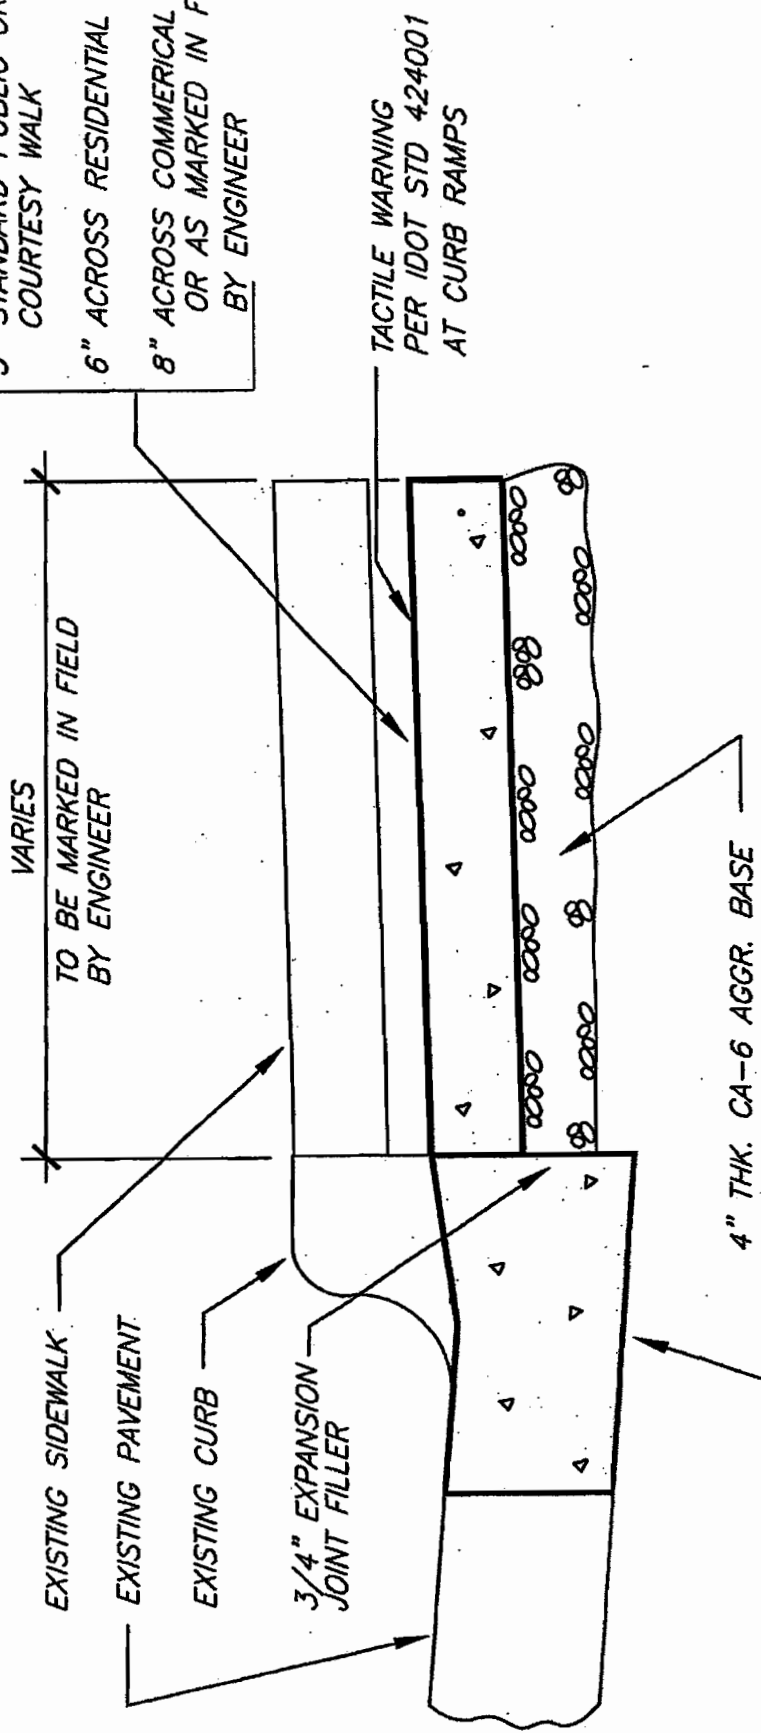 VARIES
TO BE MARKED IN FIELD
BY ENGINEER
EXISTING SIDEWALK
EXISTING PAVEMENT
EXISTING CURB
3/4" EXPANSION
JOINT FILLER
STANDARD PUBLIC
COURTESY WALK
6" ACROSS RESIDENTIAL
8" ACROSS COMMERICAL
OR AS MARKED IN
BY ENGINEER
TACTILE WARNING
PER IDOT STD 424001
AT CURB RAMPS
4" THK. CA-6 AGGR. BASE